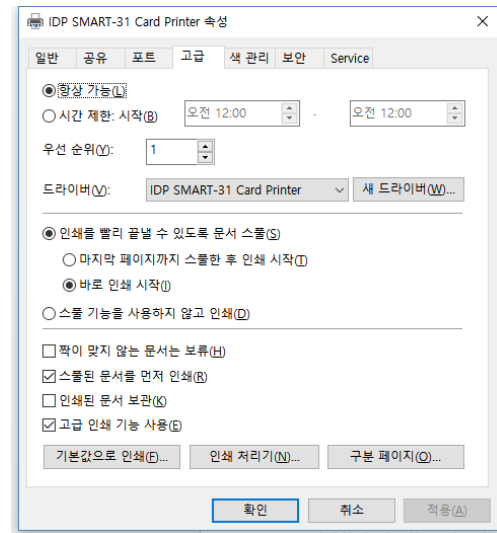 IDP SMART-31 Card Printer 속성
일반 공유 포트 고급 색 관리 보안 Service
항상 가능(L)
시간 제한: 시작(B) 오전 12:00 - 오전 12:00
우선 순위(Y): 1
드라이버(V): IDP SMART-31 Card Printer 새 드라이버(W)...
인쇄를 빨리 끝낼 수 있도록 문서 스풀(S)
마지막 페이지까지 스풀한 후 인쇄 시작(T)
바로 인쇄 시작(I)
스풀 기능을 사용하지 않고 인쇄(D)
짝이 맞지 않는 문서는 보류(H)
스풀된 문서를 먼저 인쇄(R)
인쇄된 문서 보관(K)
고급 인쇄 기능 사용(E)
기본값으로 인쇄(F)... 인쇄 처리기(N)... 구분 페이지(O)...
확인 취소 적용(A)